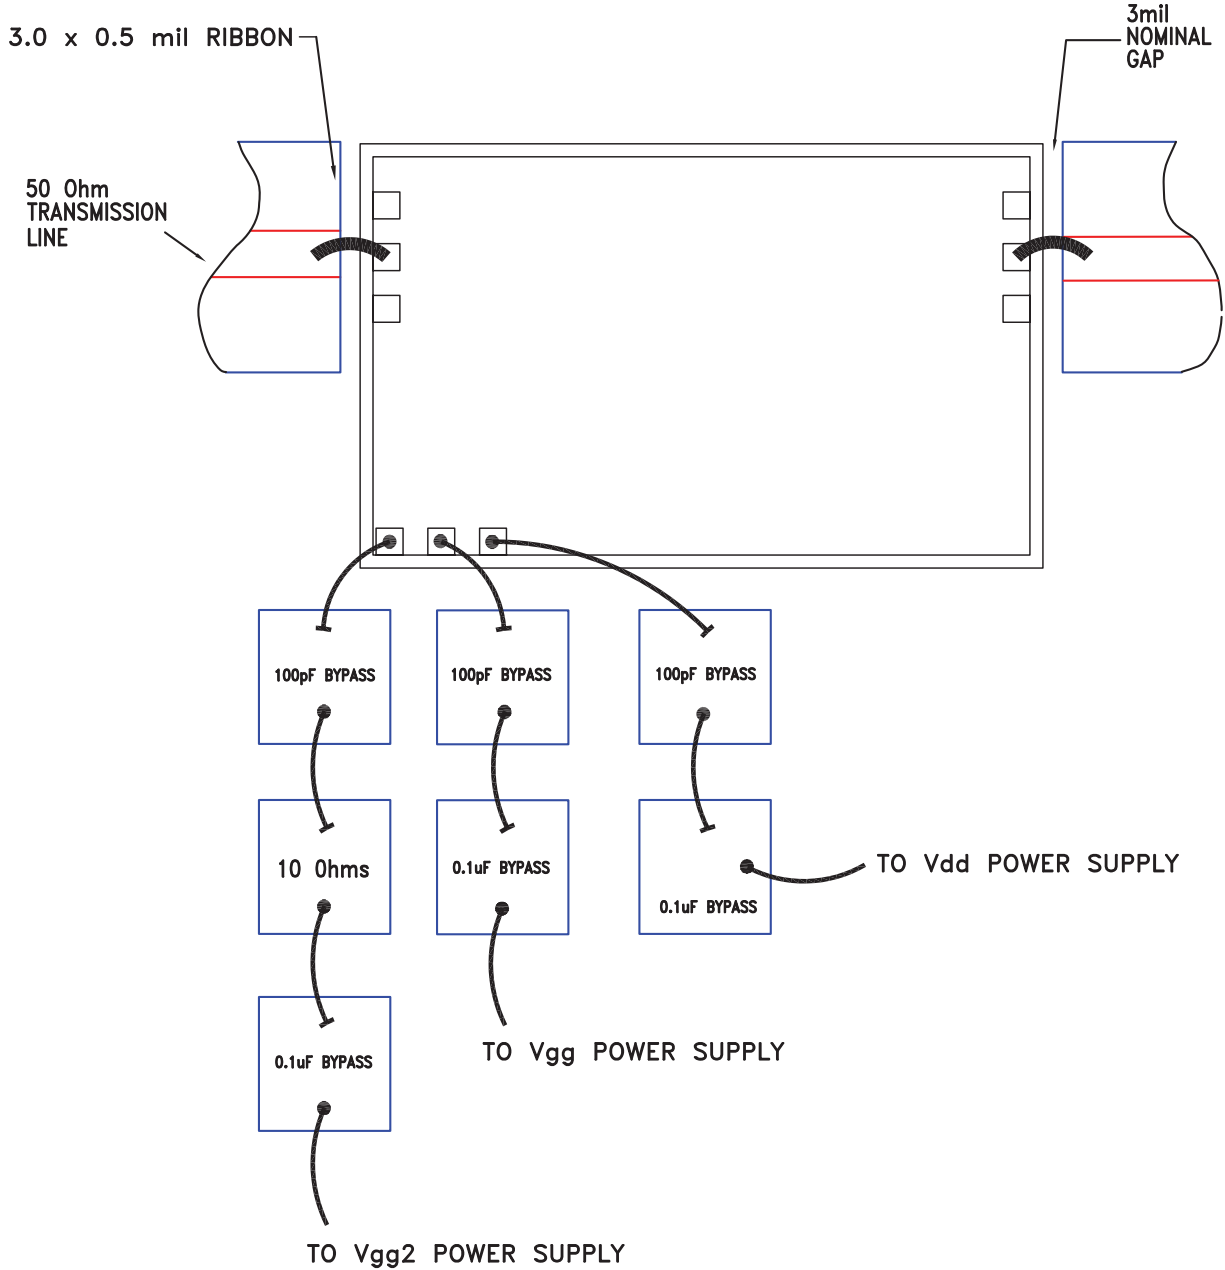 3.0 x 0.5 mil RIBBON
3mil
NOMINAL
GAP
50 Ohm
TRANSMISSION
LINE
100pF BYPASS
100pF BYPASS
100pF BYPASS
10 Ohms
0.1uF BYPASS
TO Vdd POWER SUPPLY
0.1uF BYPASS
TO Vgg POWER SUPPLY
0.1uF BYPASS
TO Vgg2 POWER SUPPLY